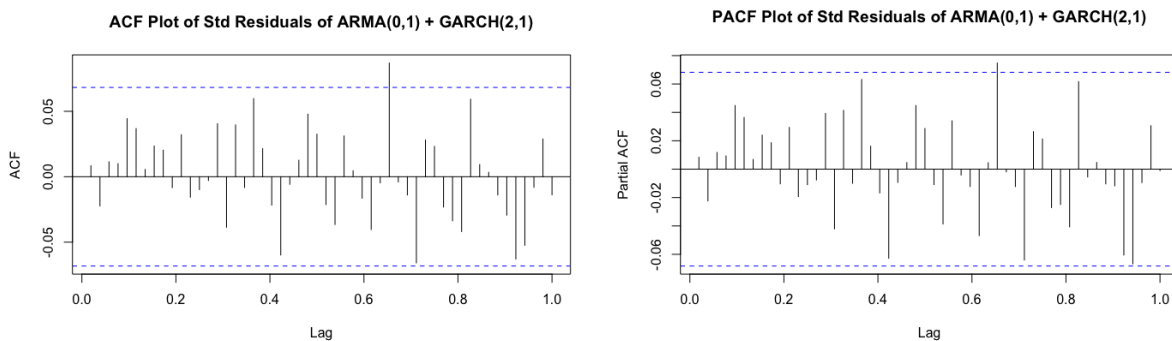 ACF Plot of Std Residuals of ARMA(0,1) + GARCH(2,1)
ACF
0.05
0.00
-0.05
0.0 0.2 0.4 0.6 0.8 1.0
Lag
PACF Plot of Std Residuals of ARMA(0,1) + GARCH(2,1)
Partial ACF
0.06
0.02
-0.02
-0.06
0.0 0.2 0.4 0.6 0.8 1.0
Lag